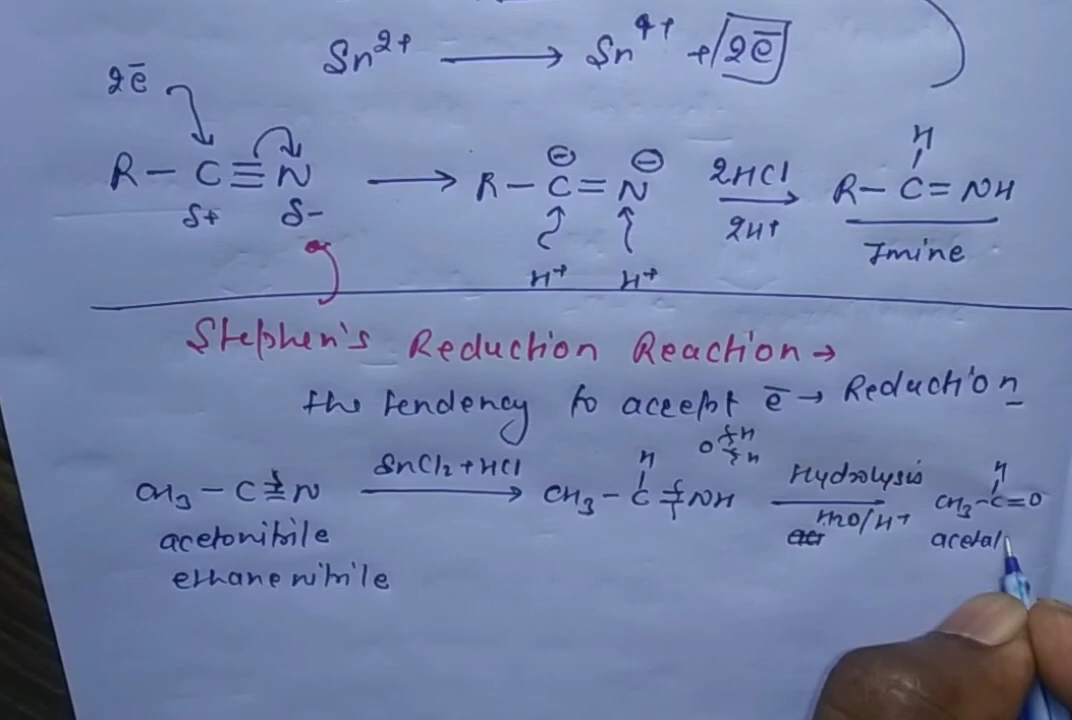 Sn²⁺ ⟶ Sn⁴⁺ + 2ē
2ē
R – C ≡ N ⟶ R – C = N 2HCl R – C = NH
δ+ δ- ⊖ ⊖ 2H+ H
H+ H+ Imine
Stephen's Reduction Reaction →
the tendency to accept ē → Reduction
CH3 – C ≡ N SnCl2 + HCl CH3 – C = NH Hydrolysis CH3 – C = O
H O H H H2O/H+ H
acetonitrile acetal
ethanenitrile